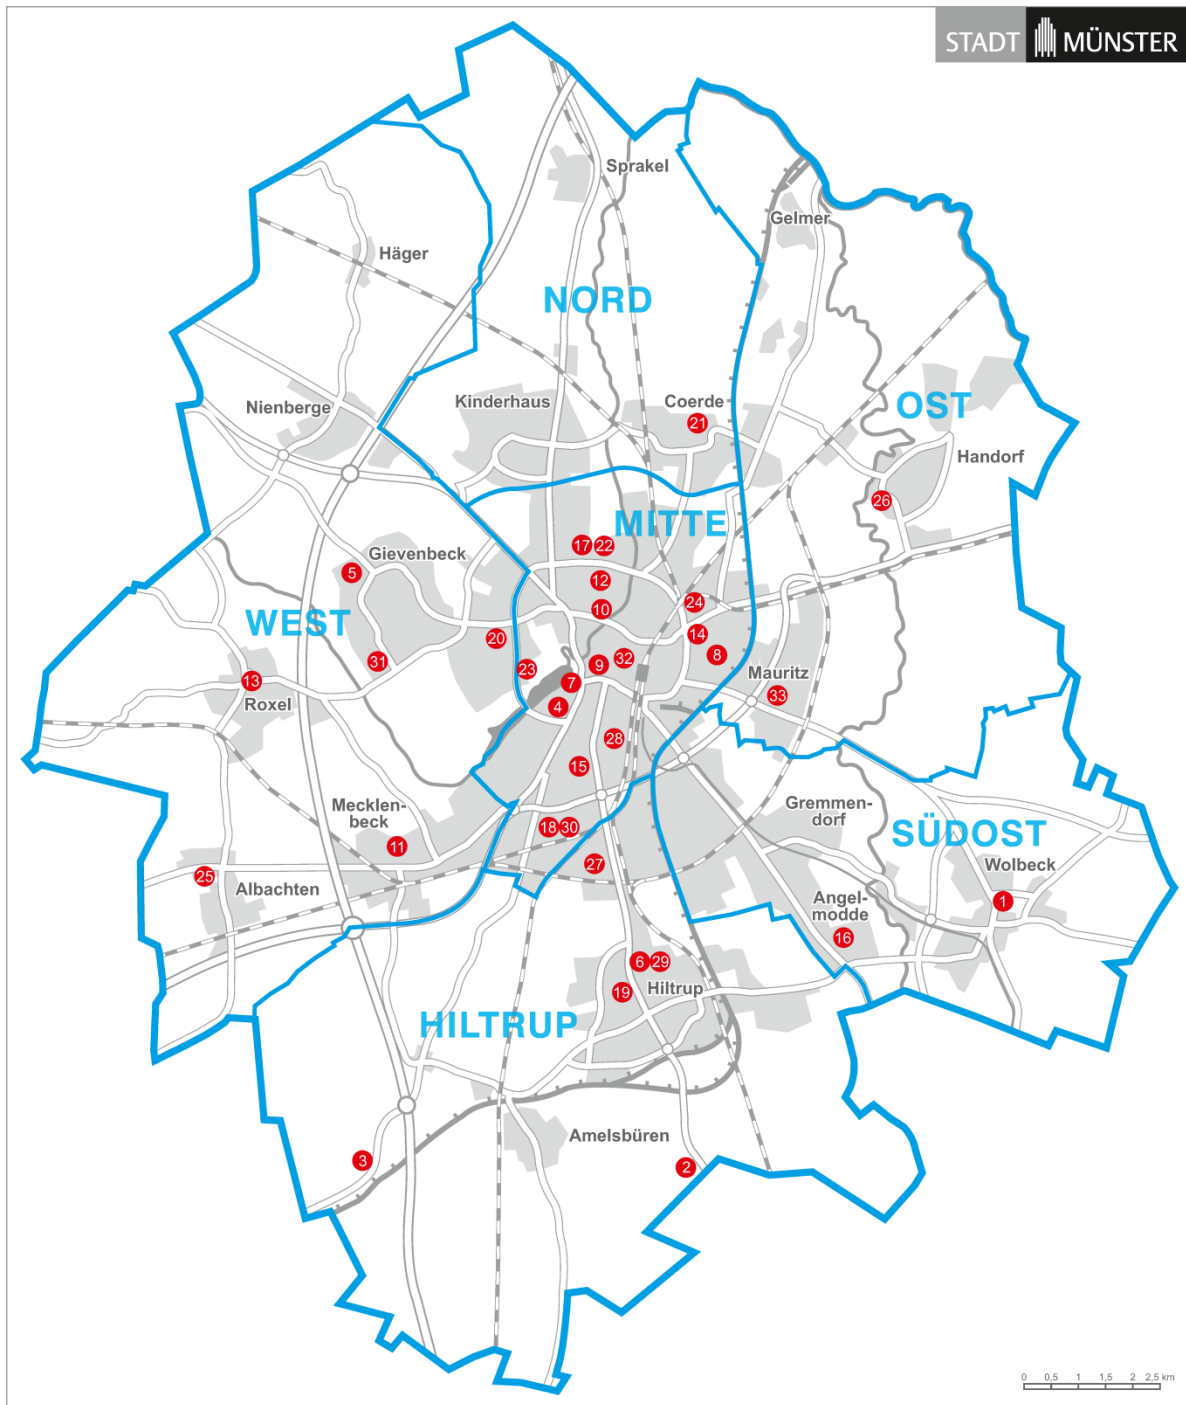 STADT MÜNSTER
Sprakel
Gelmer
Häger
NORD
Nienberge
Kinderhaus
Coerde
21
OST
Handorf
26
MITTE
17 22
Gievenbeck
5
12
24
10
WEST
20
14
31
32
8
23
9
13
7
Mauritz
33
Roxel
4
28
15
Mecklen-
beck
11
18 30
Gremmen-
dorf
SÜDOST
27
Wolbeck
25
Albachten
1
Angel-
modde
16
6 29
19
Hiltrup
HILTRUP
Amelsbüren
3
2
0 0,5 1 1,5 2 2,5 km